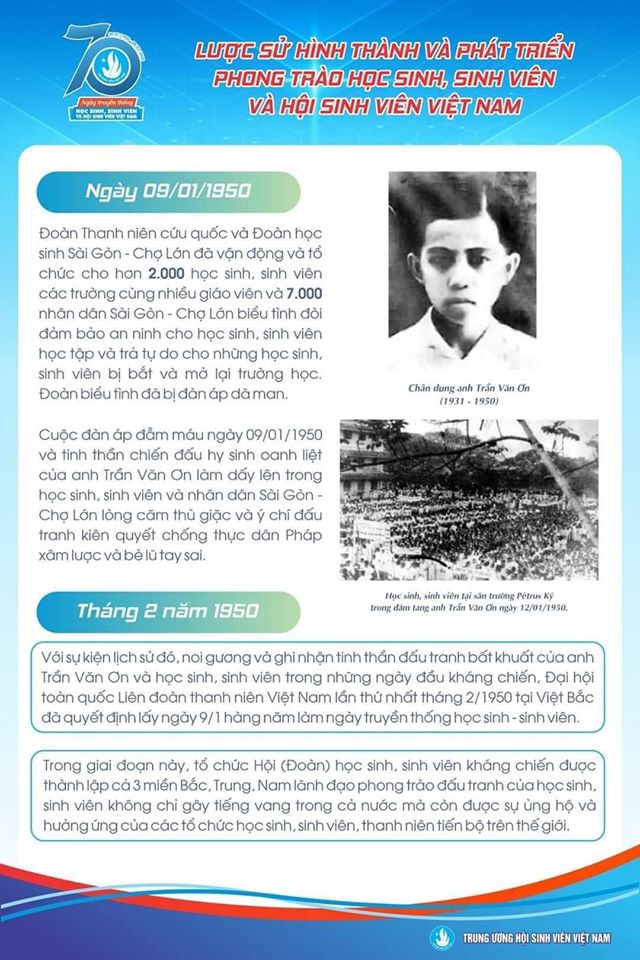 70
Ngày truyền thống
HỌC SINH, SINH VIÊN
VÀ HỘI SINH VIÊN VIỆT NAM
LƯỢC SỬ HÌNH THÀNH VÀ PHÁT TRIỂN
PHONG TRÀO HỌC SINH, SINH VIÊN
VÀ HỘI SINH VIÊN VIỆT NAM
Ngày 09/01/1950
Đoàn Thanh niên cứu quốc và Đoàn học
sinh Sài Gòn - Chợ Lớn đã vận động và tổ
chức cho hơn 2.000 học sinh, sinh viên
các trường cùng nhiều giáo viên và 7.000
nhân dân Sài Gòn - Chợ Lớn biểu tình đòi
đảm bảo an ninh cho học sinh, sinh viên
học tập và trả tự do cho những học sinh,
sinh viên bị bắt và mở lại trường học.
Đoàn biểu tình đã bị đàn áp dã man.
Cuộc đàn áp đẫm máu ngày 09/01/1950
và tinh thần chiến đấu hy sinh oanh liệt
của anh Trần Văn Ơn làm dấy lên trong
học sinh, sinh viên và nhân dân Sài Gòn -
Chợ Lớn lòng căm thù giặc và ý chí đấu
tranh kiên quyết chống thực dân Pháp
xâm lược và bè lũ tay sai.
Chân dung anh Trần Văn Ơn
(1931 - 1950)
Học sinh, sinh viên tại sân trường Pétrus Ký
trong đám tang anh Trần Văn Ơn ngày 12/01/1950.
Tháng 2 năm 1950
Với sự kiện lịch sử đó, noi gương và ghi nhận tinh thần đấu tranh bất khuất của anh
Trần Văn Ơn và học sinh, sinh viên trong những ngày đầu kháng chiến, Đại hội
toàn quốc Liên đoàn thanh niên Việt Nam lần thứ nhất tháng 2/1950 tại Việt Bắc
đã quyết định lấy ngày 9/1 hàng năm làm ngày truyền thống học sinh - sinh viên.
Trong giai đoạn này, tổ chức Hội (Đoàn) học sinh, sinh viên kháng chiến được
thành lập cả 3 miền Bắc, Trung, Nam lành đạo phong trào đấu tranh của học sinh,
sinh viên không chỉ gây tiếng vang trong cả nước mà còn được sự ủng hộ và
hưởng ứng của các tổ chức học sinh, sinh viên, thanh niên tiến bộ trên thế giới.
TRUNG ƯƠNG HỘI SINH VIÊN VIỆT NAM